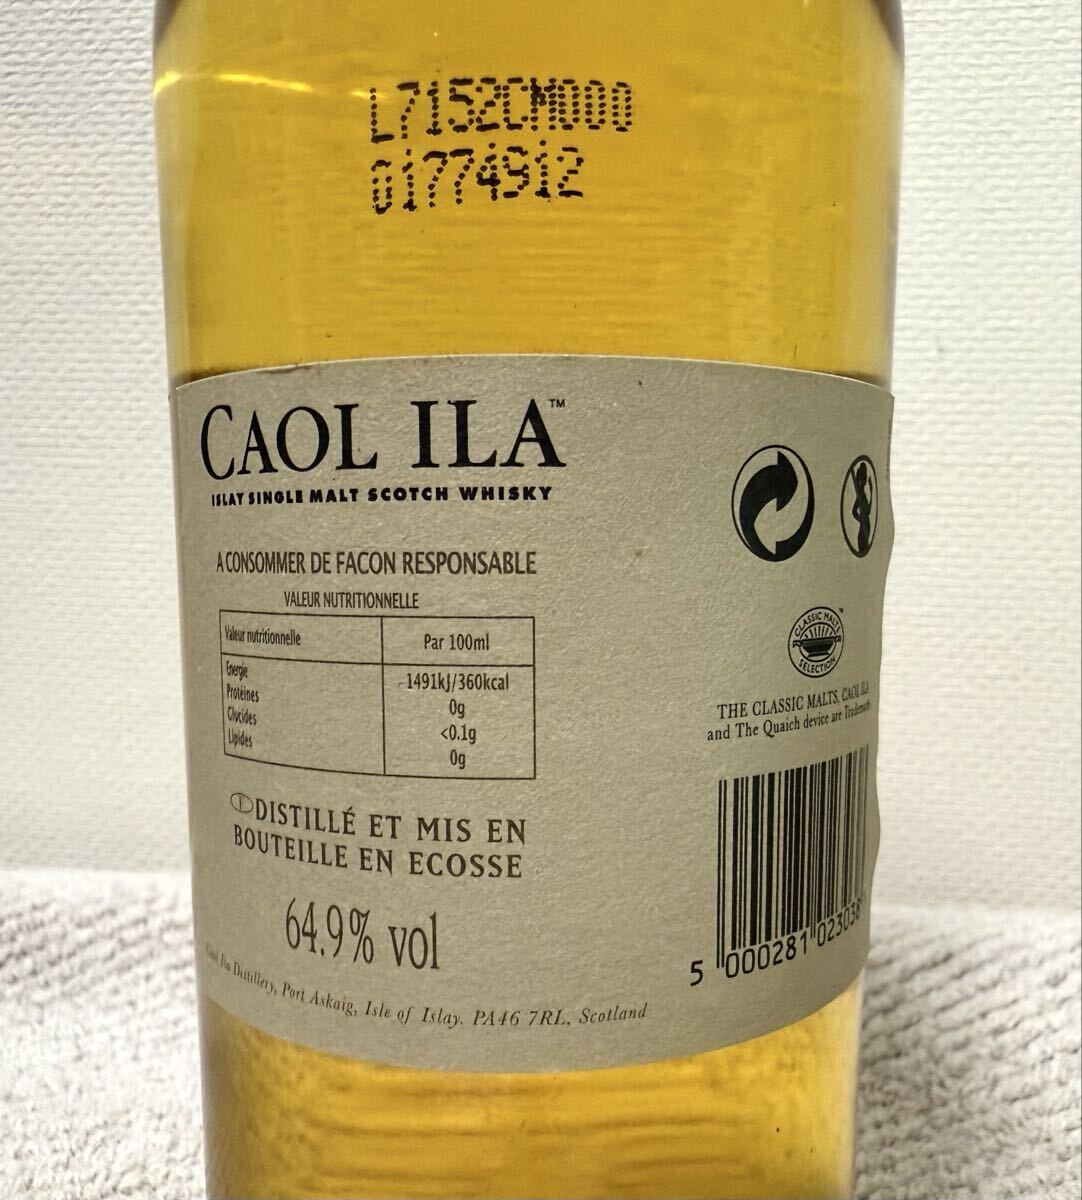 L7152CM000
01774912
CAOL ILA™
ISLAY SINGLE MALT SCOTCH WHISKY
A CONSOMMER DE FACON RESPONSABLE
VALEUR NUTRITIONNELLE
Valeur nutritionnelle Par 100ml
Energie 1491kJ/360kcal
Protéines 0g
Glucides <0.1g
Lipides 0g
F DISTILLÉ ET MIS EN
BOUTEILLE EN ECOSSE
64.9% vol
Caol Ila Distillery, Port Askaig, Isle of Islay. PA46 7RL, Scotland
CLASSIC MALTS ™
SELECTION
THE CLASSIC MALTS, CAOL ILA
and The Quaich device are Trademarks
5 000281 023038